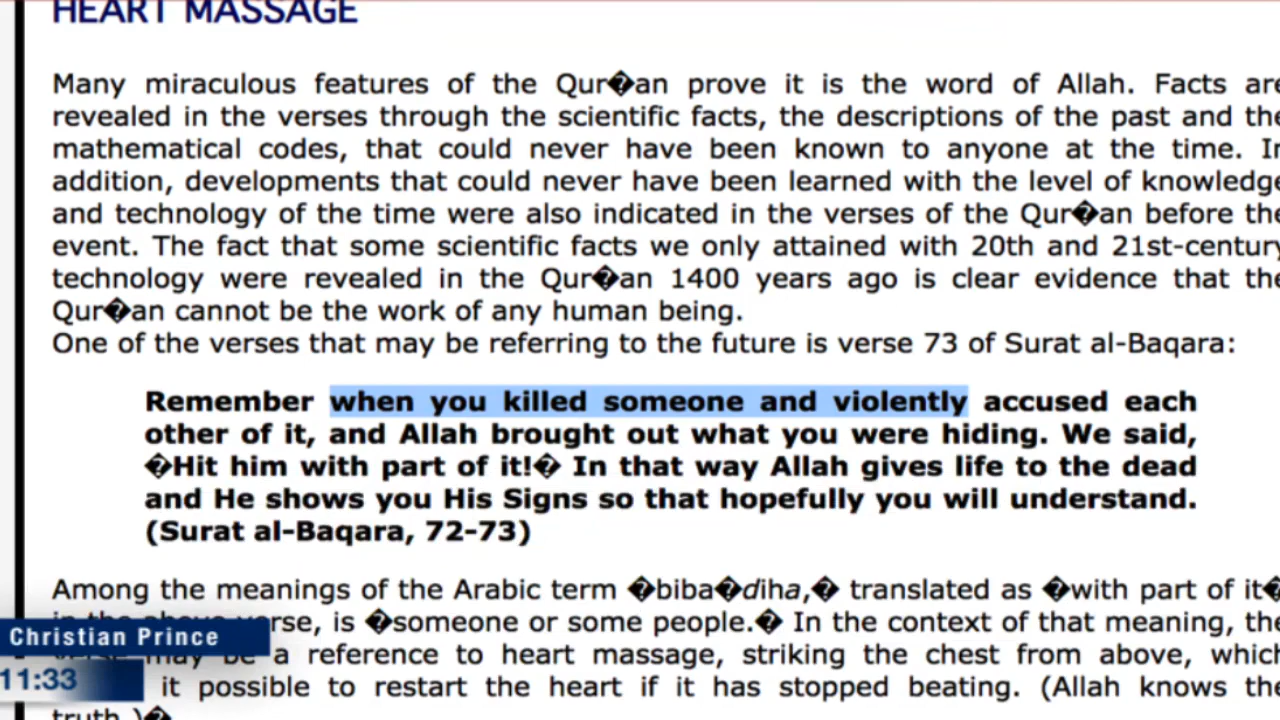 HEART MASSAGE
Many miraculous features of the Qur�an prove it is the word of Allah. Facts are
revealed in the verses through the scientific facts, the descriptions of the past and the
mathematical codes, that could never have been known to anyone at the time. In
addition, developments that could never have been learned with the level of knowledge
and technology of the time were also indicated in the verses of the Qur�an before the
event. The fact that some scientific facts we only attained with 20th and 21st-century
technology were revealed in the Qur�an 1400 years ago is clear evidence that the
Qur�an cannot be the work of any human being.
One of the verses that may be referring to the future is verse 73 of Surat al-Baqara:
Remember when you killed someone and violently accused each
other of it, and Allah brought out what you were hiding. We said,
�Hit him with part of it!� In that way Allah gives life to the dead
and He shows you His Signs so that hopefully you will understand.
(Surat al-Baqara, 72-73)
Among the meanings of the Arabic term �biba�diha,� translated as �with part of it�
in the above verse, is �someone or some people.� In the context of that meaning, the
verse may be a reference to heart massage, striking the chest from above, which
it possible to restart the heart if it has stopped beating. (Allah knows the
truth.)�
Christian Prince
11:33